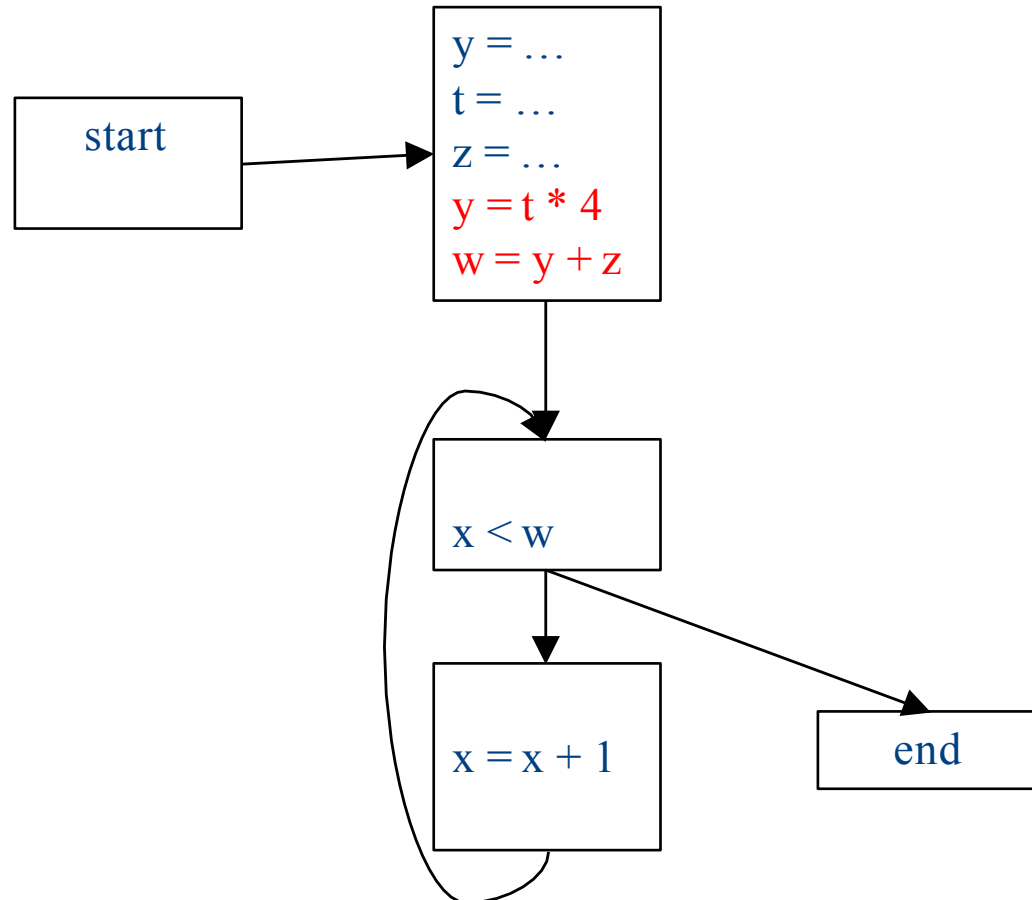 start
y = …
t = …
z = …
y = t * 4
w = y + z
x < w
x = x + 1
end